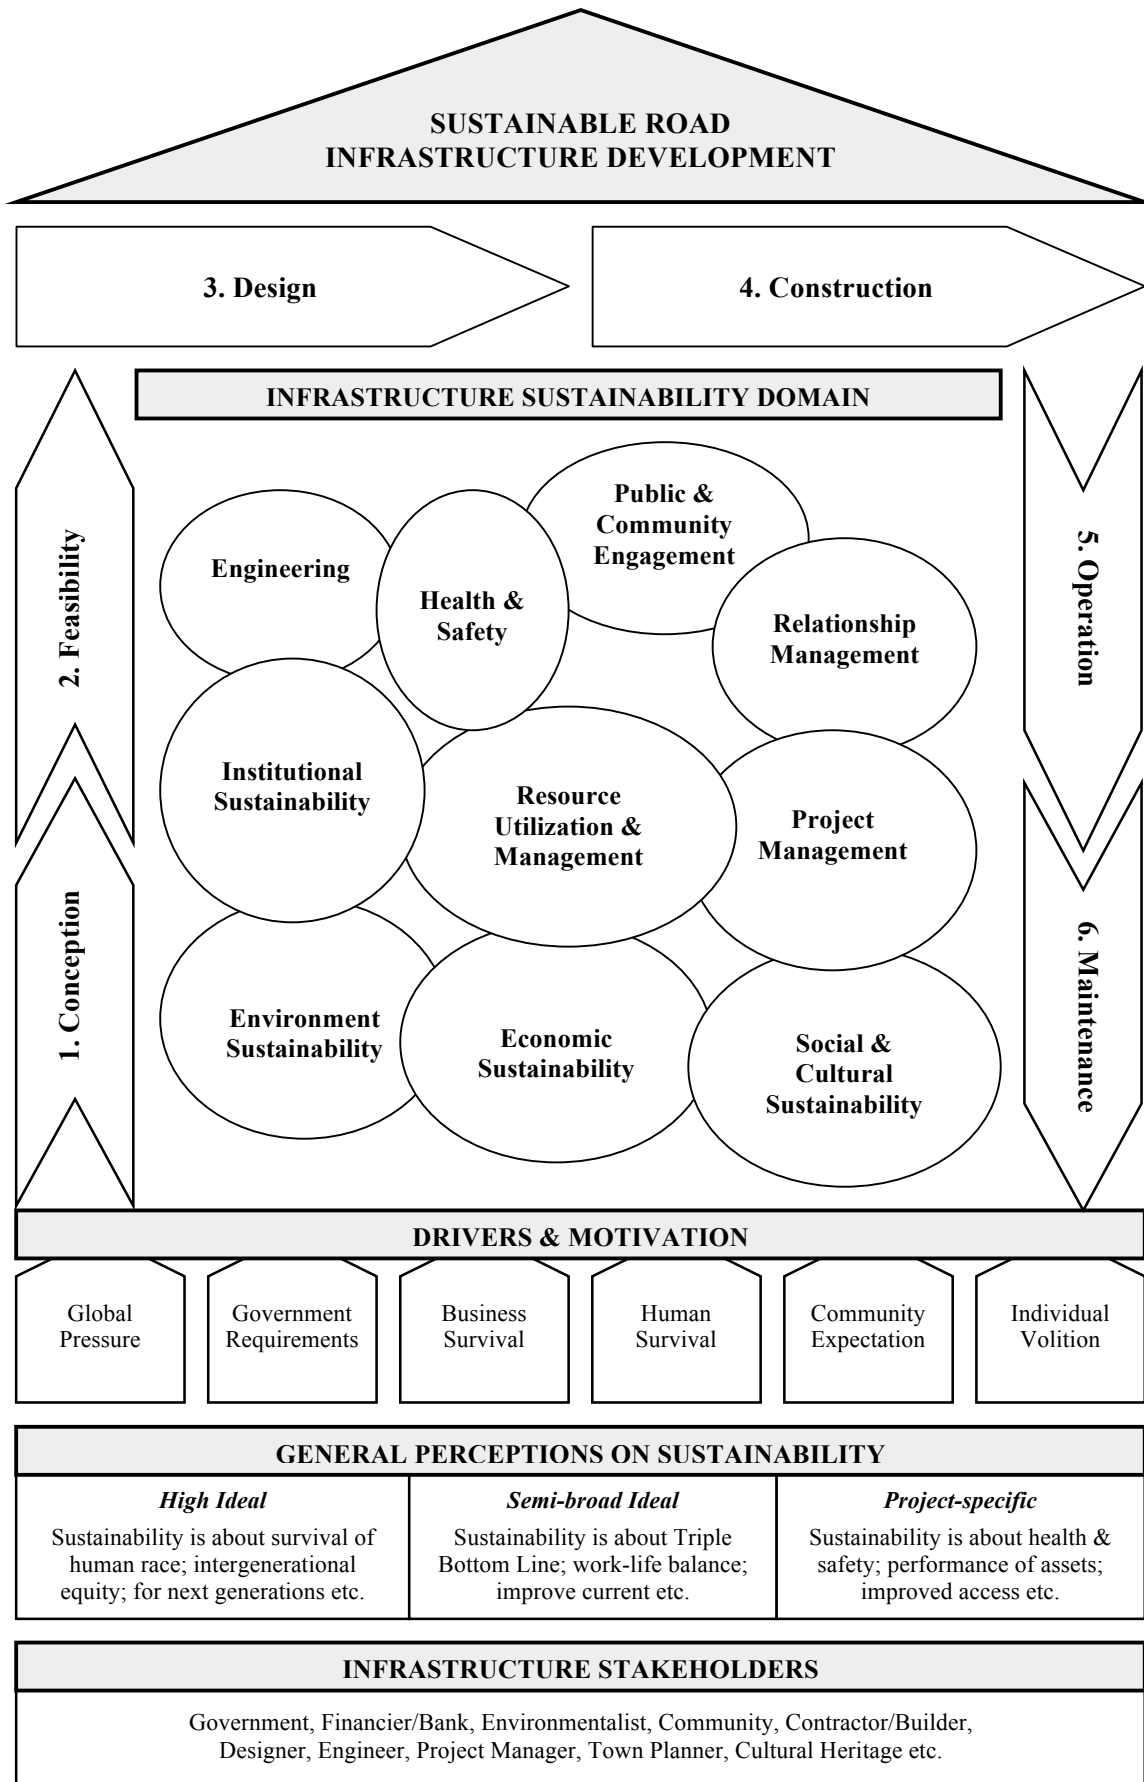 SUSTAINABLE ROAD
INFRASTRUCTURE DEVELOPMENT
3. Design
4. Construction
INFRASTRUCTURE SUSTAINABILITY DOMAIN
2. Feasibility
1. Conception
5. Operation
6. Maintenance
Engineering
Health &
Safety
Public &
Community
Engagement
Relationship
Management
Institutional
Sustainability
Resource
Utilization &
Management
Project
Management
Environment
Sustainability
Economic
Sustainability
Social &
Cultural
Sustainability
DRIVERS & MOTIVATION
Global
Pressure
Government
Requirements
Business
Survival
Human
Survival
Community
Expectation
Individual
Volition
GENERAL PERCEPTIONS ON SUSTAINABILITY
High Ideal
Sustainability is about survival of
human race; intergenerational
equity; for next generations etc.
Semi-broad Ideal
Sustainability is about Triple
Bottom Line; work-life balance;
improve current etc.
Project-specific
Sustainability is about health &
safety; performance of assets;
improved access etc.
INFRASTRUCTURE STAKEHOLDERS
Government, Financier/Bank, Environmentalist, Community, Contractor/Builder,
Designer, Engineer, Project Manager, Town Planner, Cultural Heritage etc.